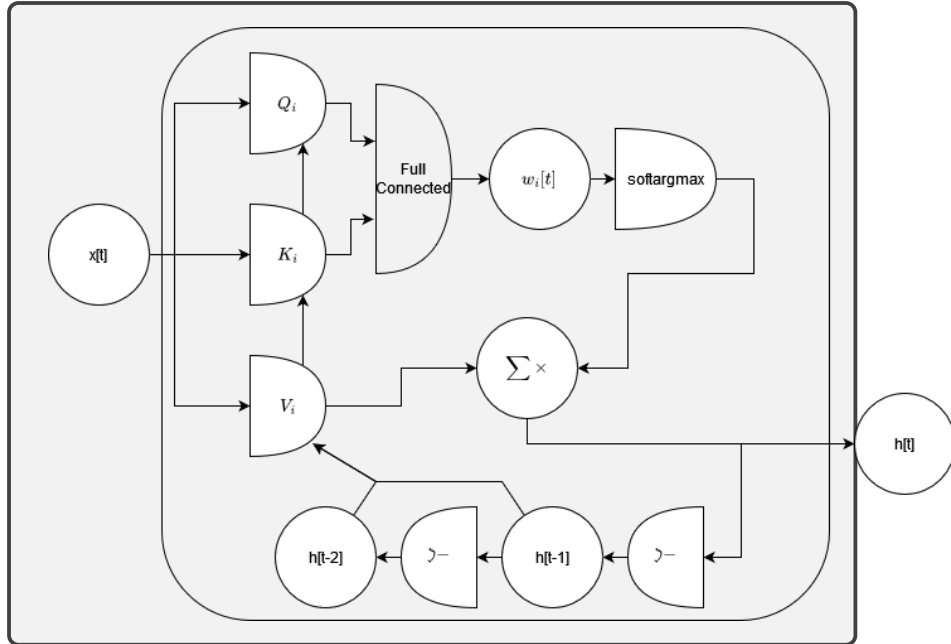 Q_i
Full
Connected
w_i[t]
softargmax
x[t]
K_i
∑ ×
V_i
h[t]
h[t-2]
h[t-1]